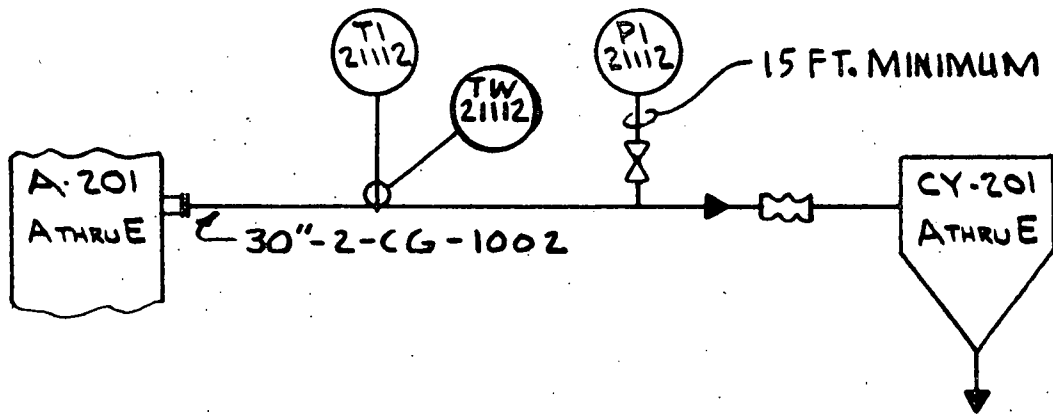 TI
21112
TW
21112
PI
21112
15 FT. MINIMUM
A-201
A THRU E
30"-2-CG-1002
CY-201
A THRU E